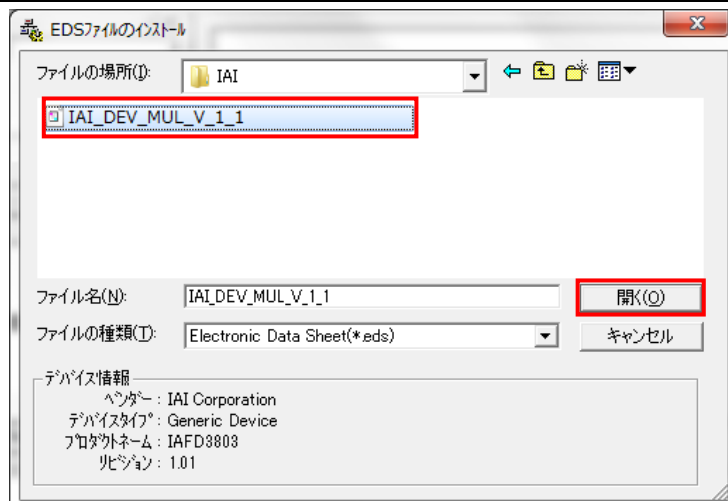 EDSﾌｧｲﾙのｲﾝｽﾄｰﾙ
ファイルの場所(I):
IAI
IAI_DEV_MUL_V_1_1
ファイル名(N):
IAI_DEV_MUL_V_1_1
開く(O)
ファイルの種類(T):
Electronic Data Sheet(*.eds)
キャンセル
ﾃﾞﾊﾞｲｽ情報
ﾍﾞﾝﾀﾞｰ : IAI Corporation
ﾃﾞﾊﾞｲｽﾀｲﾌﾟ : Generic Device
ﾌﾟﾛﾀﾞｸﾄﾈｰﾑ : IAFD3803
ﾘﾋﾞｼﾞｮﾝ : 1.01